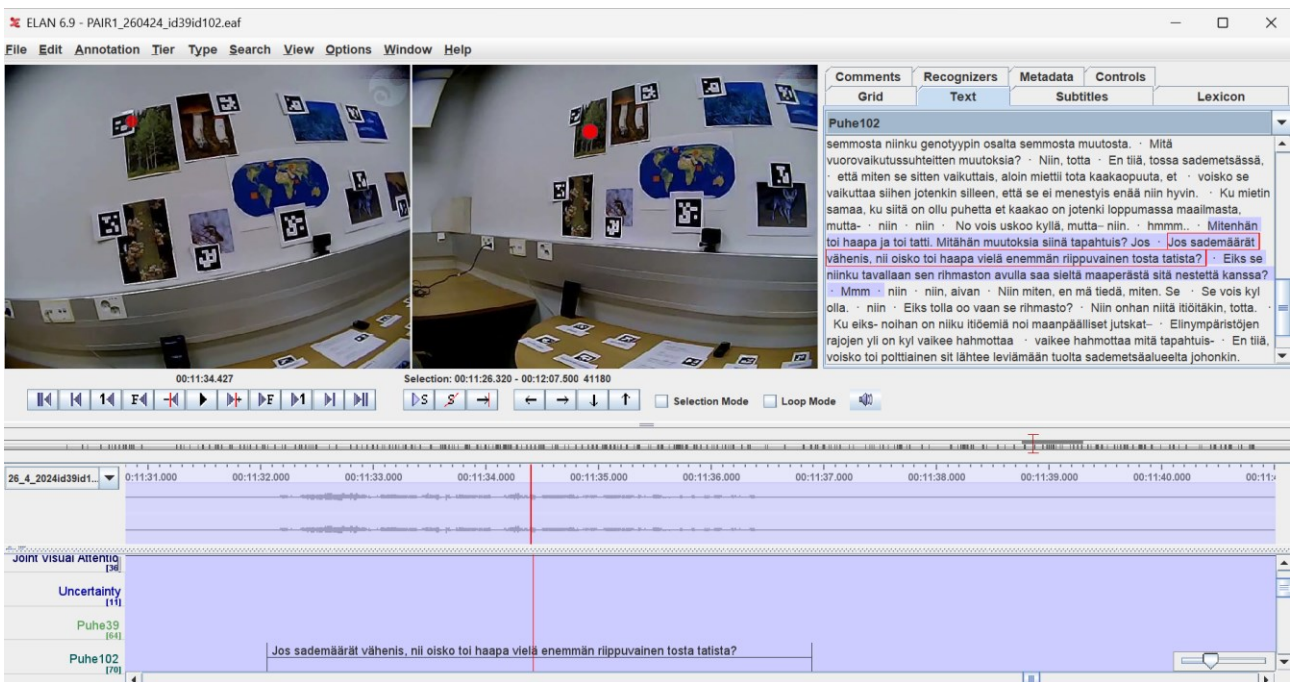 ELAN 6.9 - PAIR1_260424_id39id102.eaf
File Edit Annotation Tier Type Search View Options Window Help
Comments Recognizers Metadata Controls
Grid Text Subtitles Lexicon
Puhe102
semmosta niinku genotyypin osalta semmosta muutosta. · Mitä
vuorovaikutussuhteitten muutoksia? · Niin, totta · En tiiä, tossa sademetsässä,
· että miten se sitten vaikuttais, aloin miettii tota kaakaopuuta, et · voisko se
vaikuttaa siihen jotenkin silleen, että se ei menestyis enää niin hyvin. · Ku mietin
samaa, ku siitä on ollu puhetta et kaakao on jotenki loppumassa maailmasta,
mutta- · niin · niin · No vois uskoo kyllä, mutta– niin. · hmmm.. · Mitenhän
toi haapa ja toi tatti. Mitähän muutoksia siinä tapahtuis? Jos · Jos sademäärät
vähenis, nii oisko toi haapa vielä enemmän riippuvainen tosta tatista? · Eiks se
niinku tavallaan sen rihmaston avulla saa sieltä maaperästä sitä nestettä kanssa?
· Mmm · niin · niin, aivan · Niin miten, en mä tiedä, miten. Se · Se vois kyl
olla. · niin · Eiks tolla oo vaan se rihmasto? · Niin onhan niitä itiöitäkin, totta. ·
Ku eiks- noihan on niiku itiöemiä noi maanpäälliset jutskat– · Elinympäristöjen
rajojen yli on kyl vaikee hahmottaa · vaikee hahmottaa mitä tapahtuis- · En tiiä,
voisko toi polttiainen sit lähtee leviämään tuolta sademetsäalueelta johonkin.
00:11:34.427
Selection: 00:11:26.320 - 00:12:07.500 41180
1 F F 1 S S Selection Mode Loop Mode
26_4_2024id39id1...
0:11:31.000 00:11:32.000 00:11:33.000 00:11:34.000 00:11:35.000 00:11:36.000 00:11:37.000 00:11:38.000 00:11:39.000 00:11:40.000 00:11:4
Joint Visual Attentio
[36]
Uncertainty
[11]
Puhe39
[64]
Puhe102
[70]
Jos sademäärät vähenis, nii oisko toi haapa vielä enemmän riippuvainen tosta tatista?